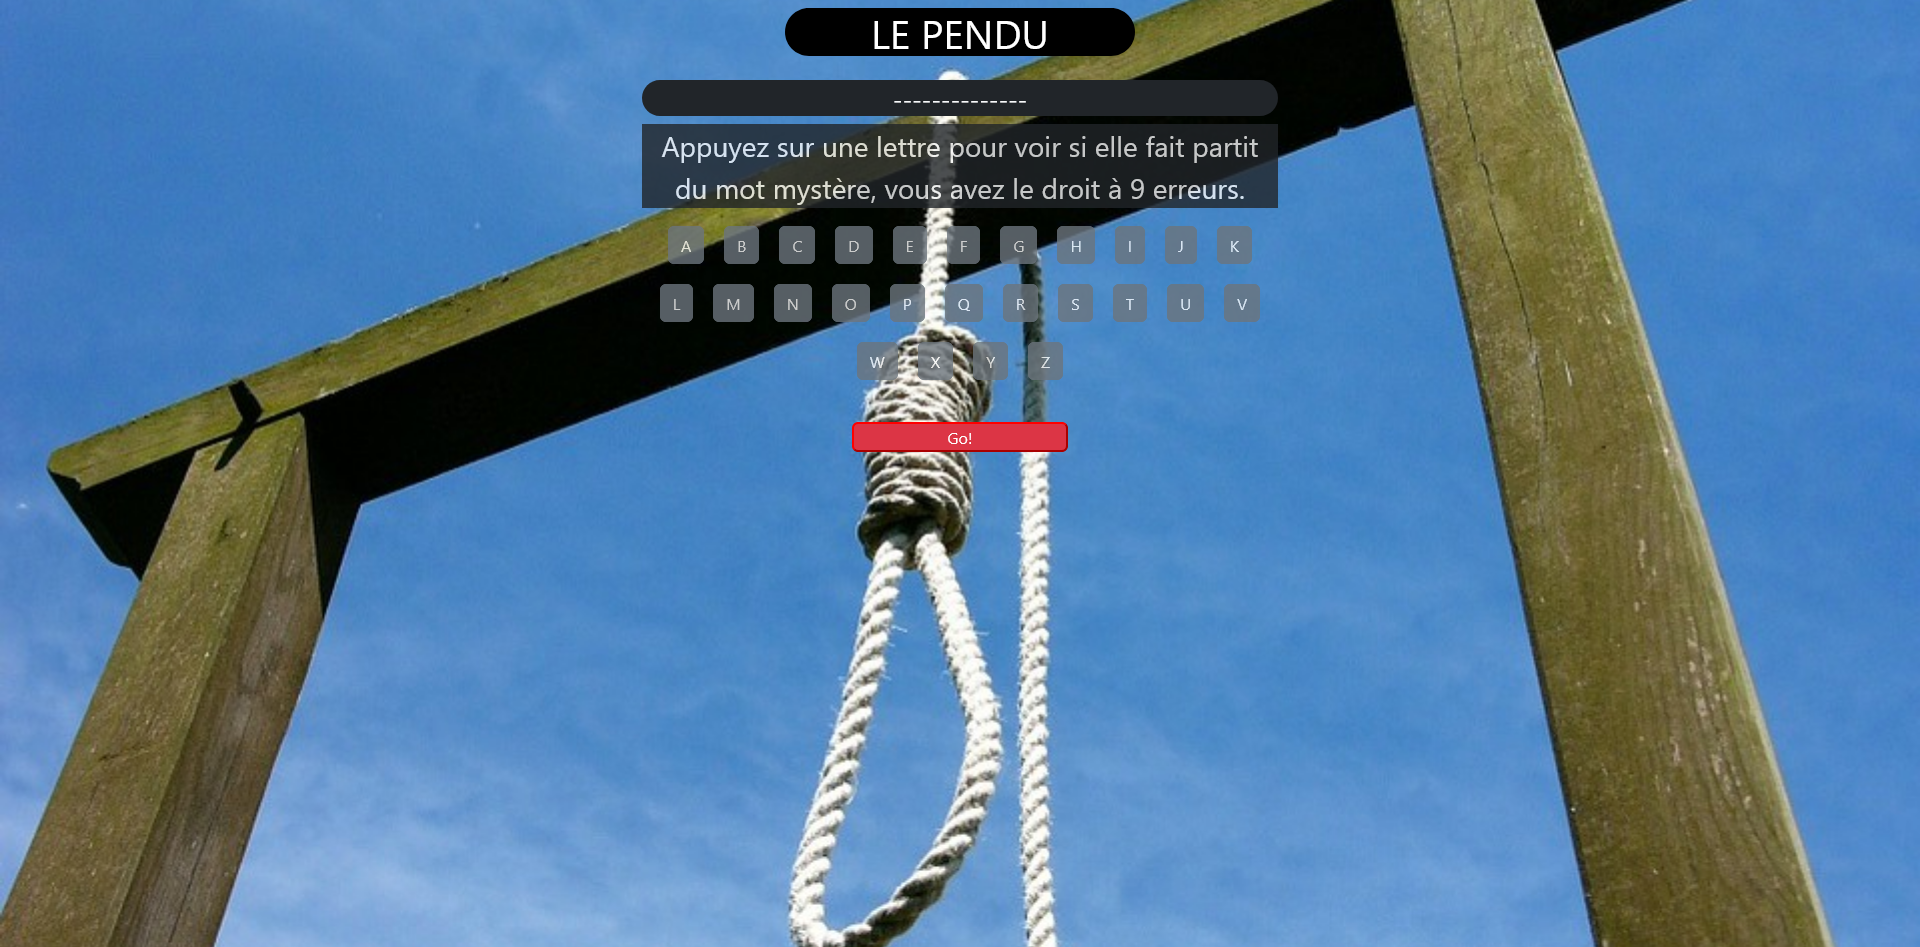 LE PENDU
--------------
Appuyez sur une lettre pour voir si elle fait partit
du mot mystère, vous avez le droit à 9 erreurs.
A B C D E F G H I J K
L M N O P Q R S T U V
W X Y Z
Go!